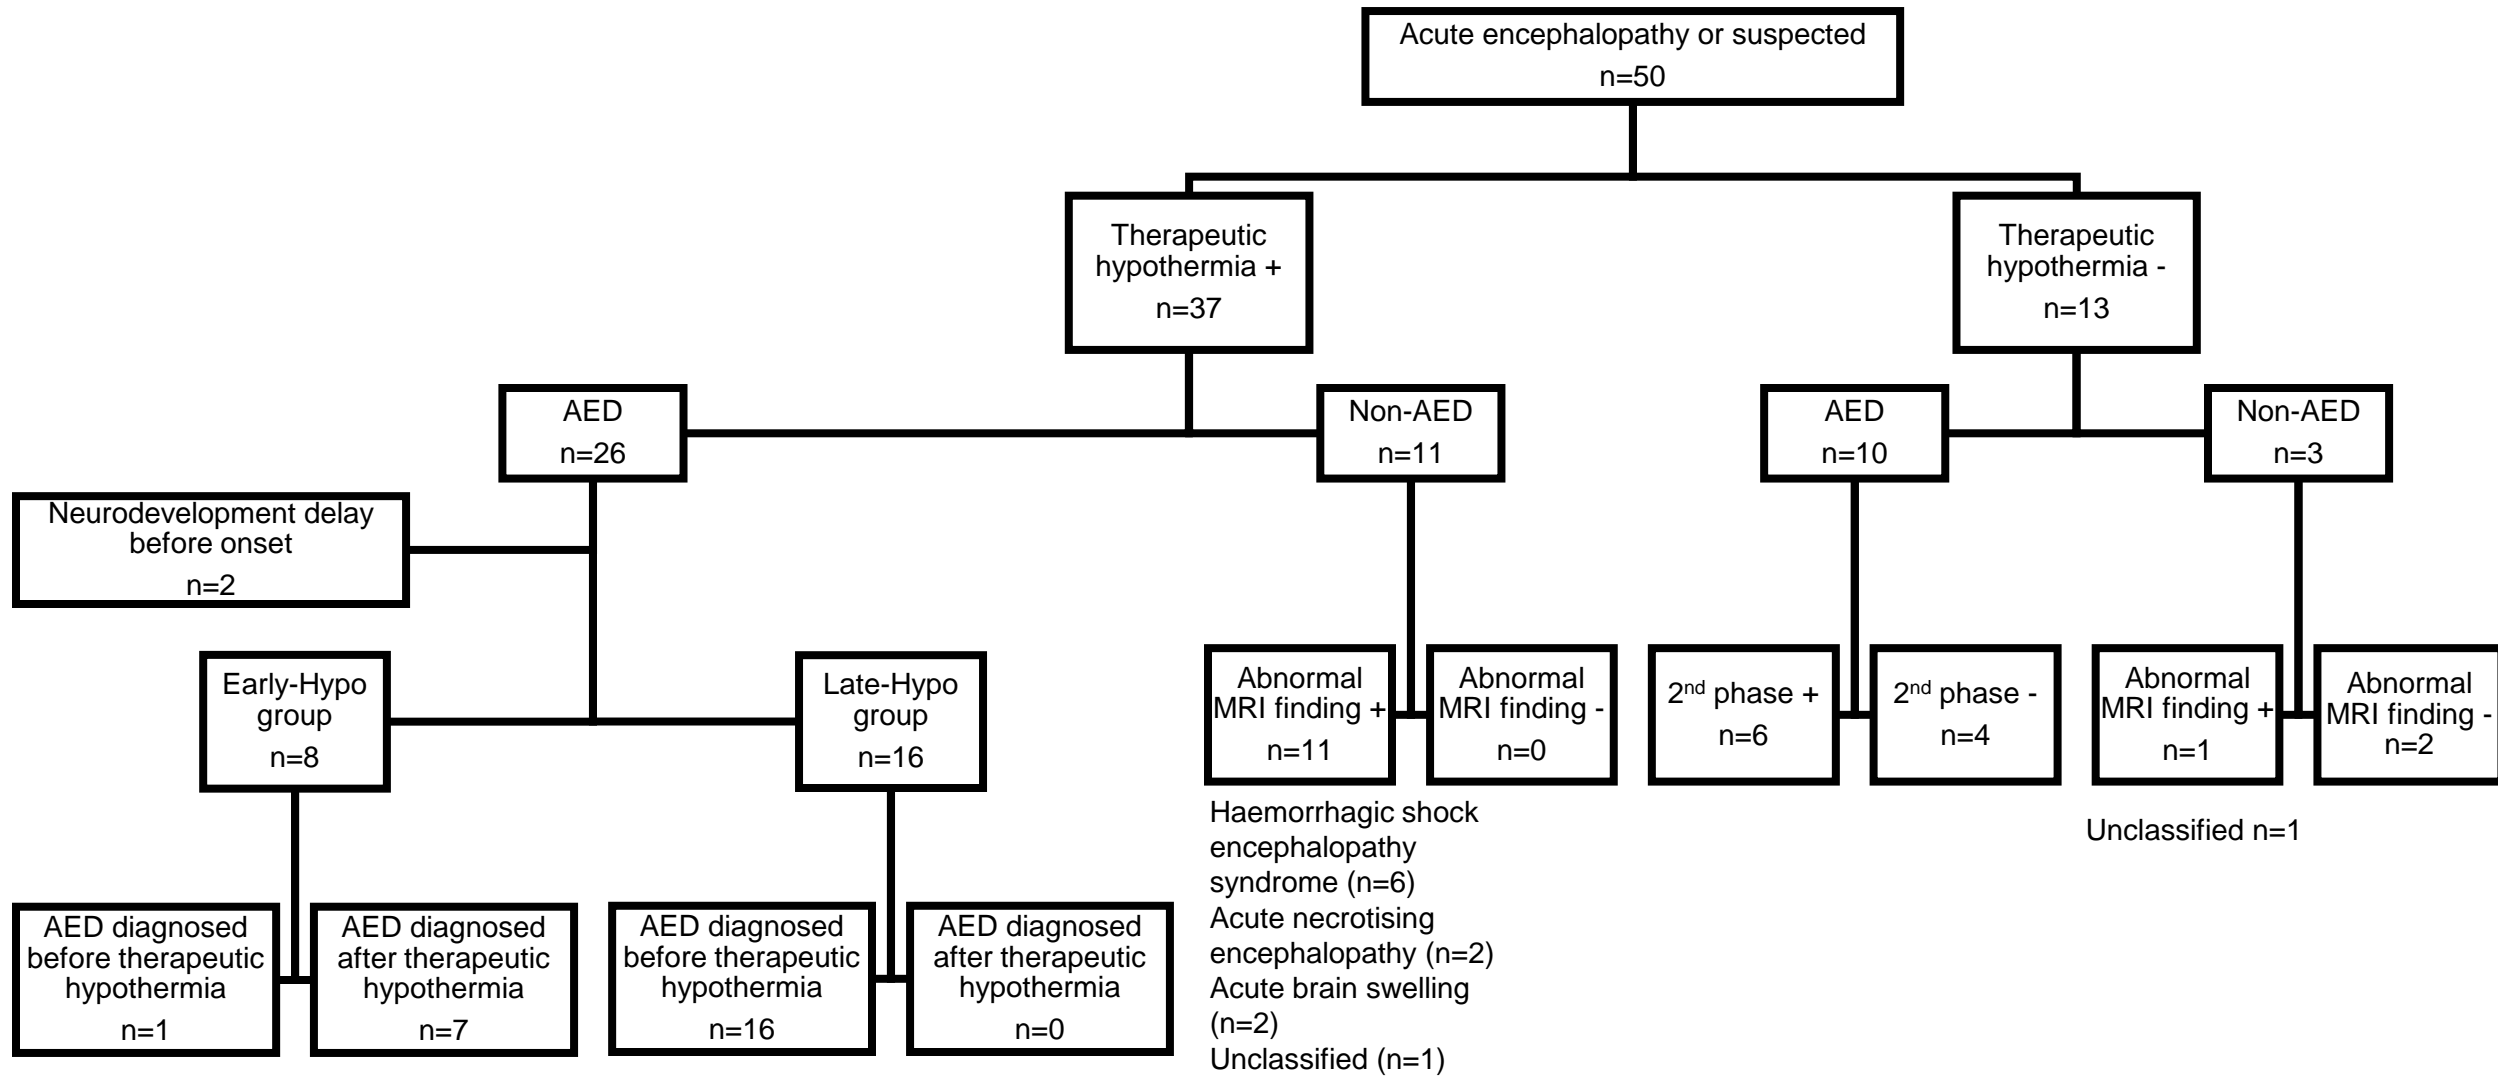 Acute encephalopathy or suspected
n=50
Therapeutic
hypothermia +
n=37
Therapeutic
hypothermia -
n=13
AED
n=26
Non-AED
n=11
AED
n=10
Non-AED
n=3
Neurodevelopment delay
before onset
n=2
Early-Hypo
group
n=8
Late-Hypo
group
n=16
Abnormal
MRI finding +
n=11
Abnormal
MRI finding -
n=0
2nd phase +
n=6
2nd phase -
n=4
Abnormal
MRI finding +
n=1
Abnormal
MRI finding -
n=2
Haemorrhagic shock
encephalopathy
syndrome (n=6)
Acute necrotising
encephalopathy (n=2)
Acute brain swelling
(n=2)
Unclassified (n=1)
Unclassified n=1
AED diagnosed
before therapeutic
hypothermia
n=1
AED diagnosed
after therapeutic
hypothermia
n=7
AED diagnosed
before therapeutic
hypothermia
n=16
AED diagnosed
after therapeutic
hypothermia
n=0